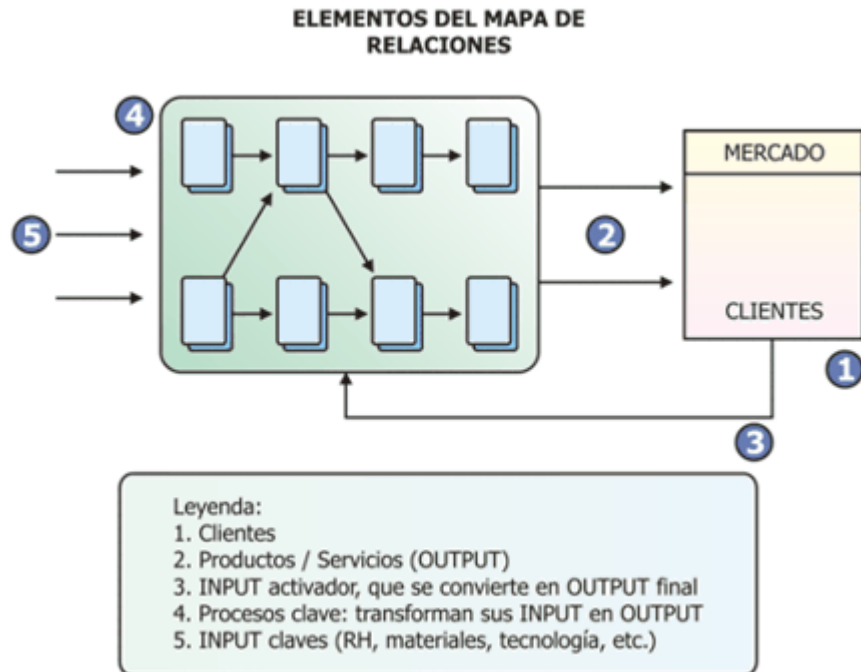 ELEMENTOS DEL MAPA DE
RELACIONES
4
MERCADO
5
2
CLIENTES
1
3
Leyenda:
1. Clientes
2. Productos / Servicios (OUTPUT)
3. INPUT activador, que se convierte en OUTPUT final
4. Procesos clave: transforman sus INPUT en OUTPUT
5. INPUT claves (RH, materiales, tecnología, etc.)